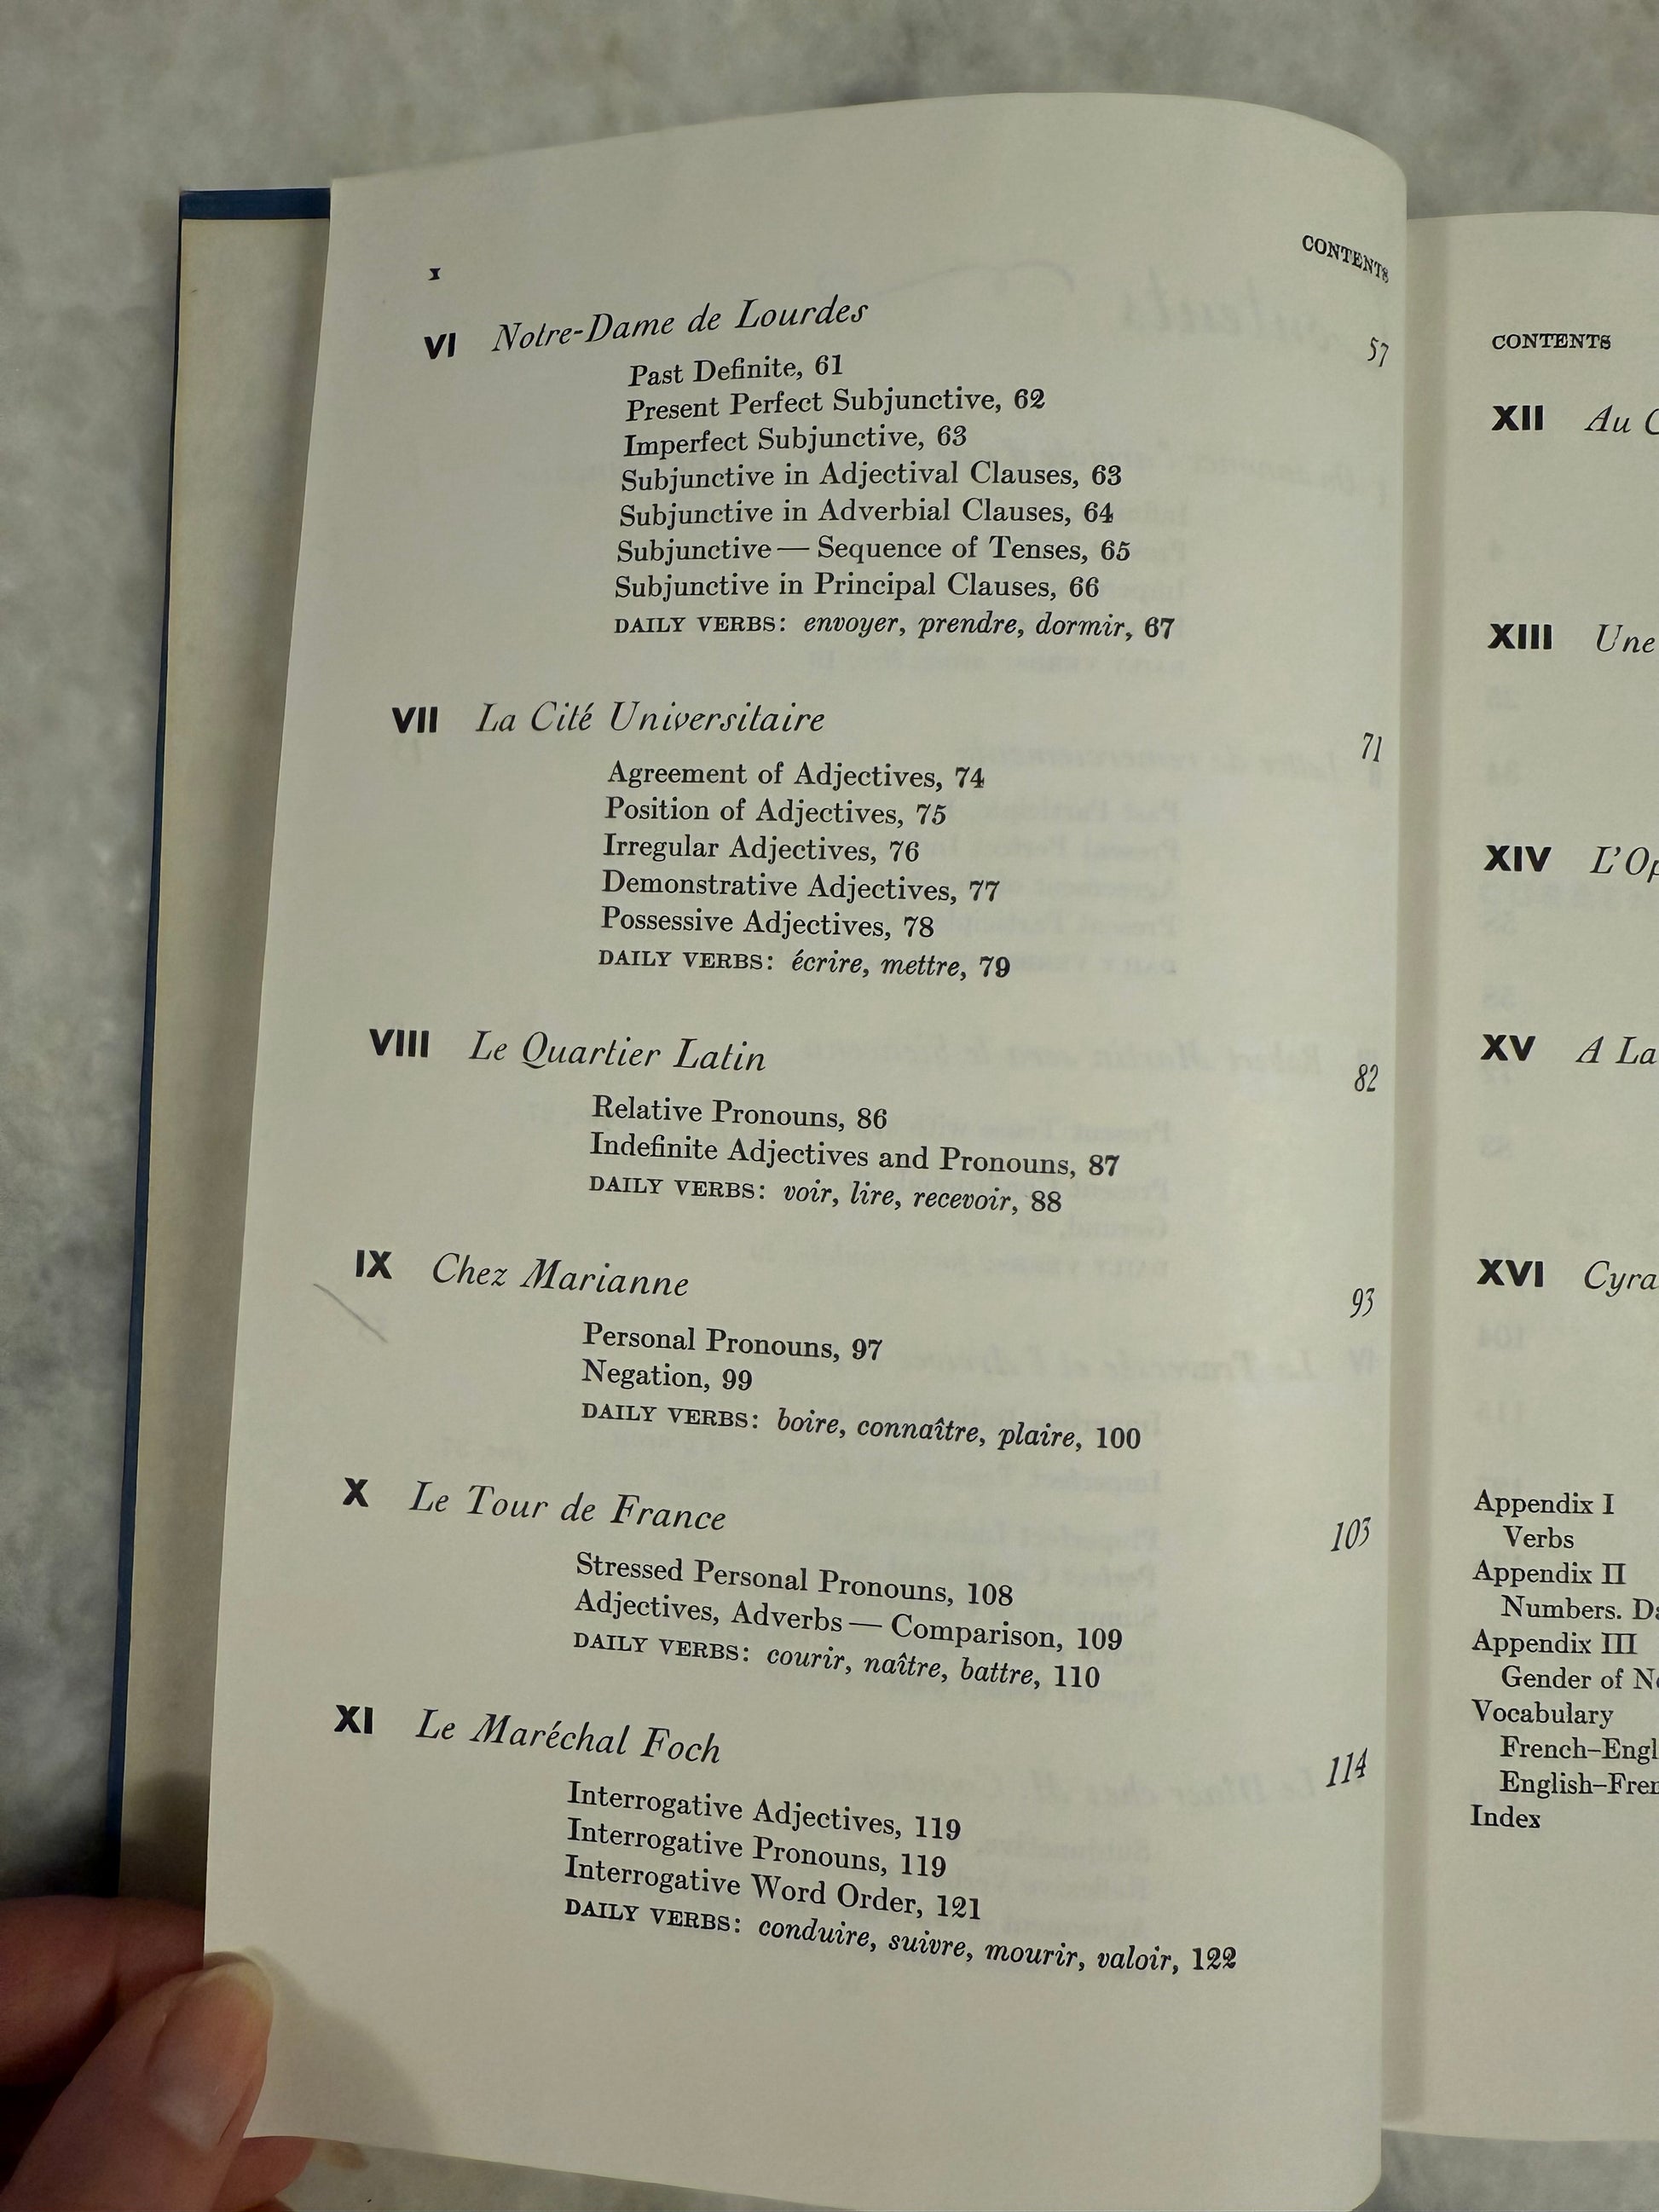 x
CONTENTS
VI Notre-Dame de Lourdes 57
Past Definite, 61
Present Perfect Subjunctive, 62
Imperfect Subjunctive, 63
Subjunctive in Adjectival Clauses, 63
Subjunctive in Adverbial Clauses, 64
Subjunctive — Sequence of Tenses, 65
Subjunctive in Principal Clauses, 66
DAILY VERBS: envoyer, prendre, dormir, 67
VII La Cité Universitaire 71
Agreement of Adjectives, 74
Position of Adjectives, 75
Irregular Adjectives, 76
Demonstrative Adjectives, 77
Possessive Adjectives, 78
DAILY VERBS: écrire, mettre, 79
VIII Le Quartier Latin 82
Relative Pronouns, 86
Indefinite Adjectives and Pronouns, 87
DAILY VERBS: voir, lire, recevoir, 88
IX Chez Marianne 93
Personal Pronouns, 97
Negation, 99
DAILY VERBS: boire, connaître, plaire, 100
X Le Tour de France 103
Stressed Personal Pronouns, 108
Adjectives, Adverbs — Comparison, 109
DAILY VERBS: courir, naître, battre, 110
XI Le Maréchal Foch 114
Interrogative Adjectives, 119
Interrogative Pronouns, 119
Interrogative Word Order, 121
DAILY VERBS: conduire, suivre, mourir, valoir, 122
CONTENTS
XII Au
XIII Une
XIV
XV A La
XVI
Appendix I
Verbs
Appendix II
Numbers.
Appendix III
Gender of
Vocabulary
French–Engl
English–Fren
Index